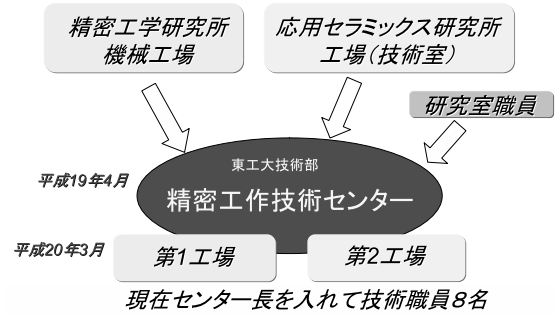 精密工学研究所
機械工場
応用セラミックス研究所
工場（技術室）
研究室職員
東工大技術部
平成19年4月
精密工作技術センター
平成20年3月
第1工場
第2工場
現在センター長を入れて技術職員８名